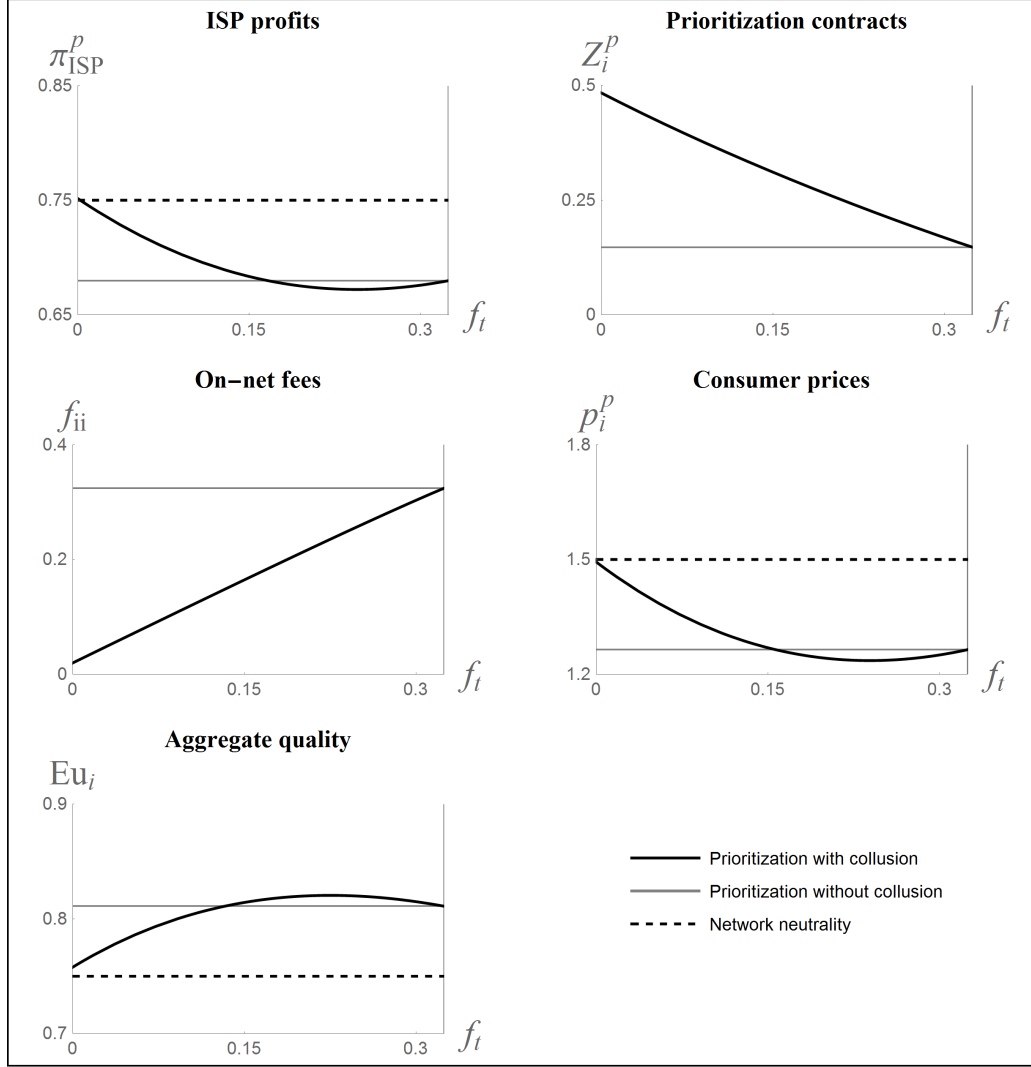 ISP profits
π_ISP^p
0.85
0.75
0.65
0
0.15
0.3
f_t
Prioritization contracts
Z_i^p
0.5
0.25
0
0
0.15
0.3
f_t
On−net fees
f_ii
0.4
0.2
0
0
0.15
0.3
f_t
Consumer prices
p_i^p
1.8
1.5
1.2
0
0.15
0.3
f_t
Aggregate quality
Eu_i
0.9
0.8
0.7
0
0.15
0.3
f_t
Prioritization with collusion
Prioritization without collusion
Network neutrality